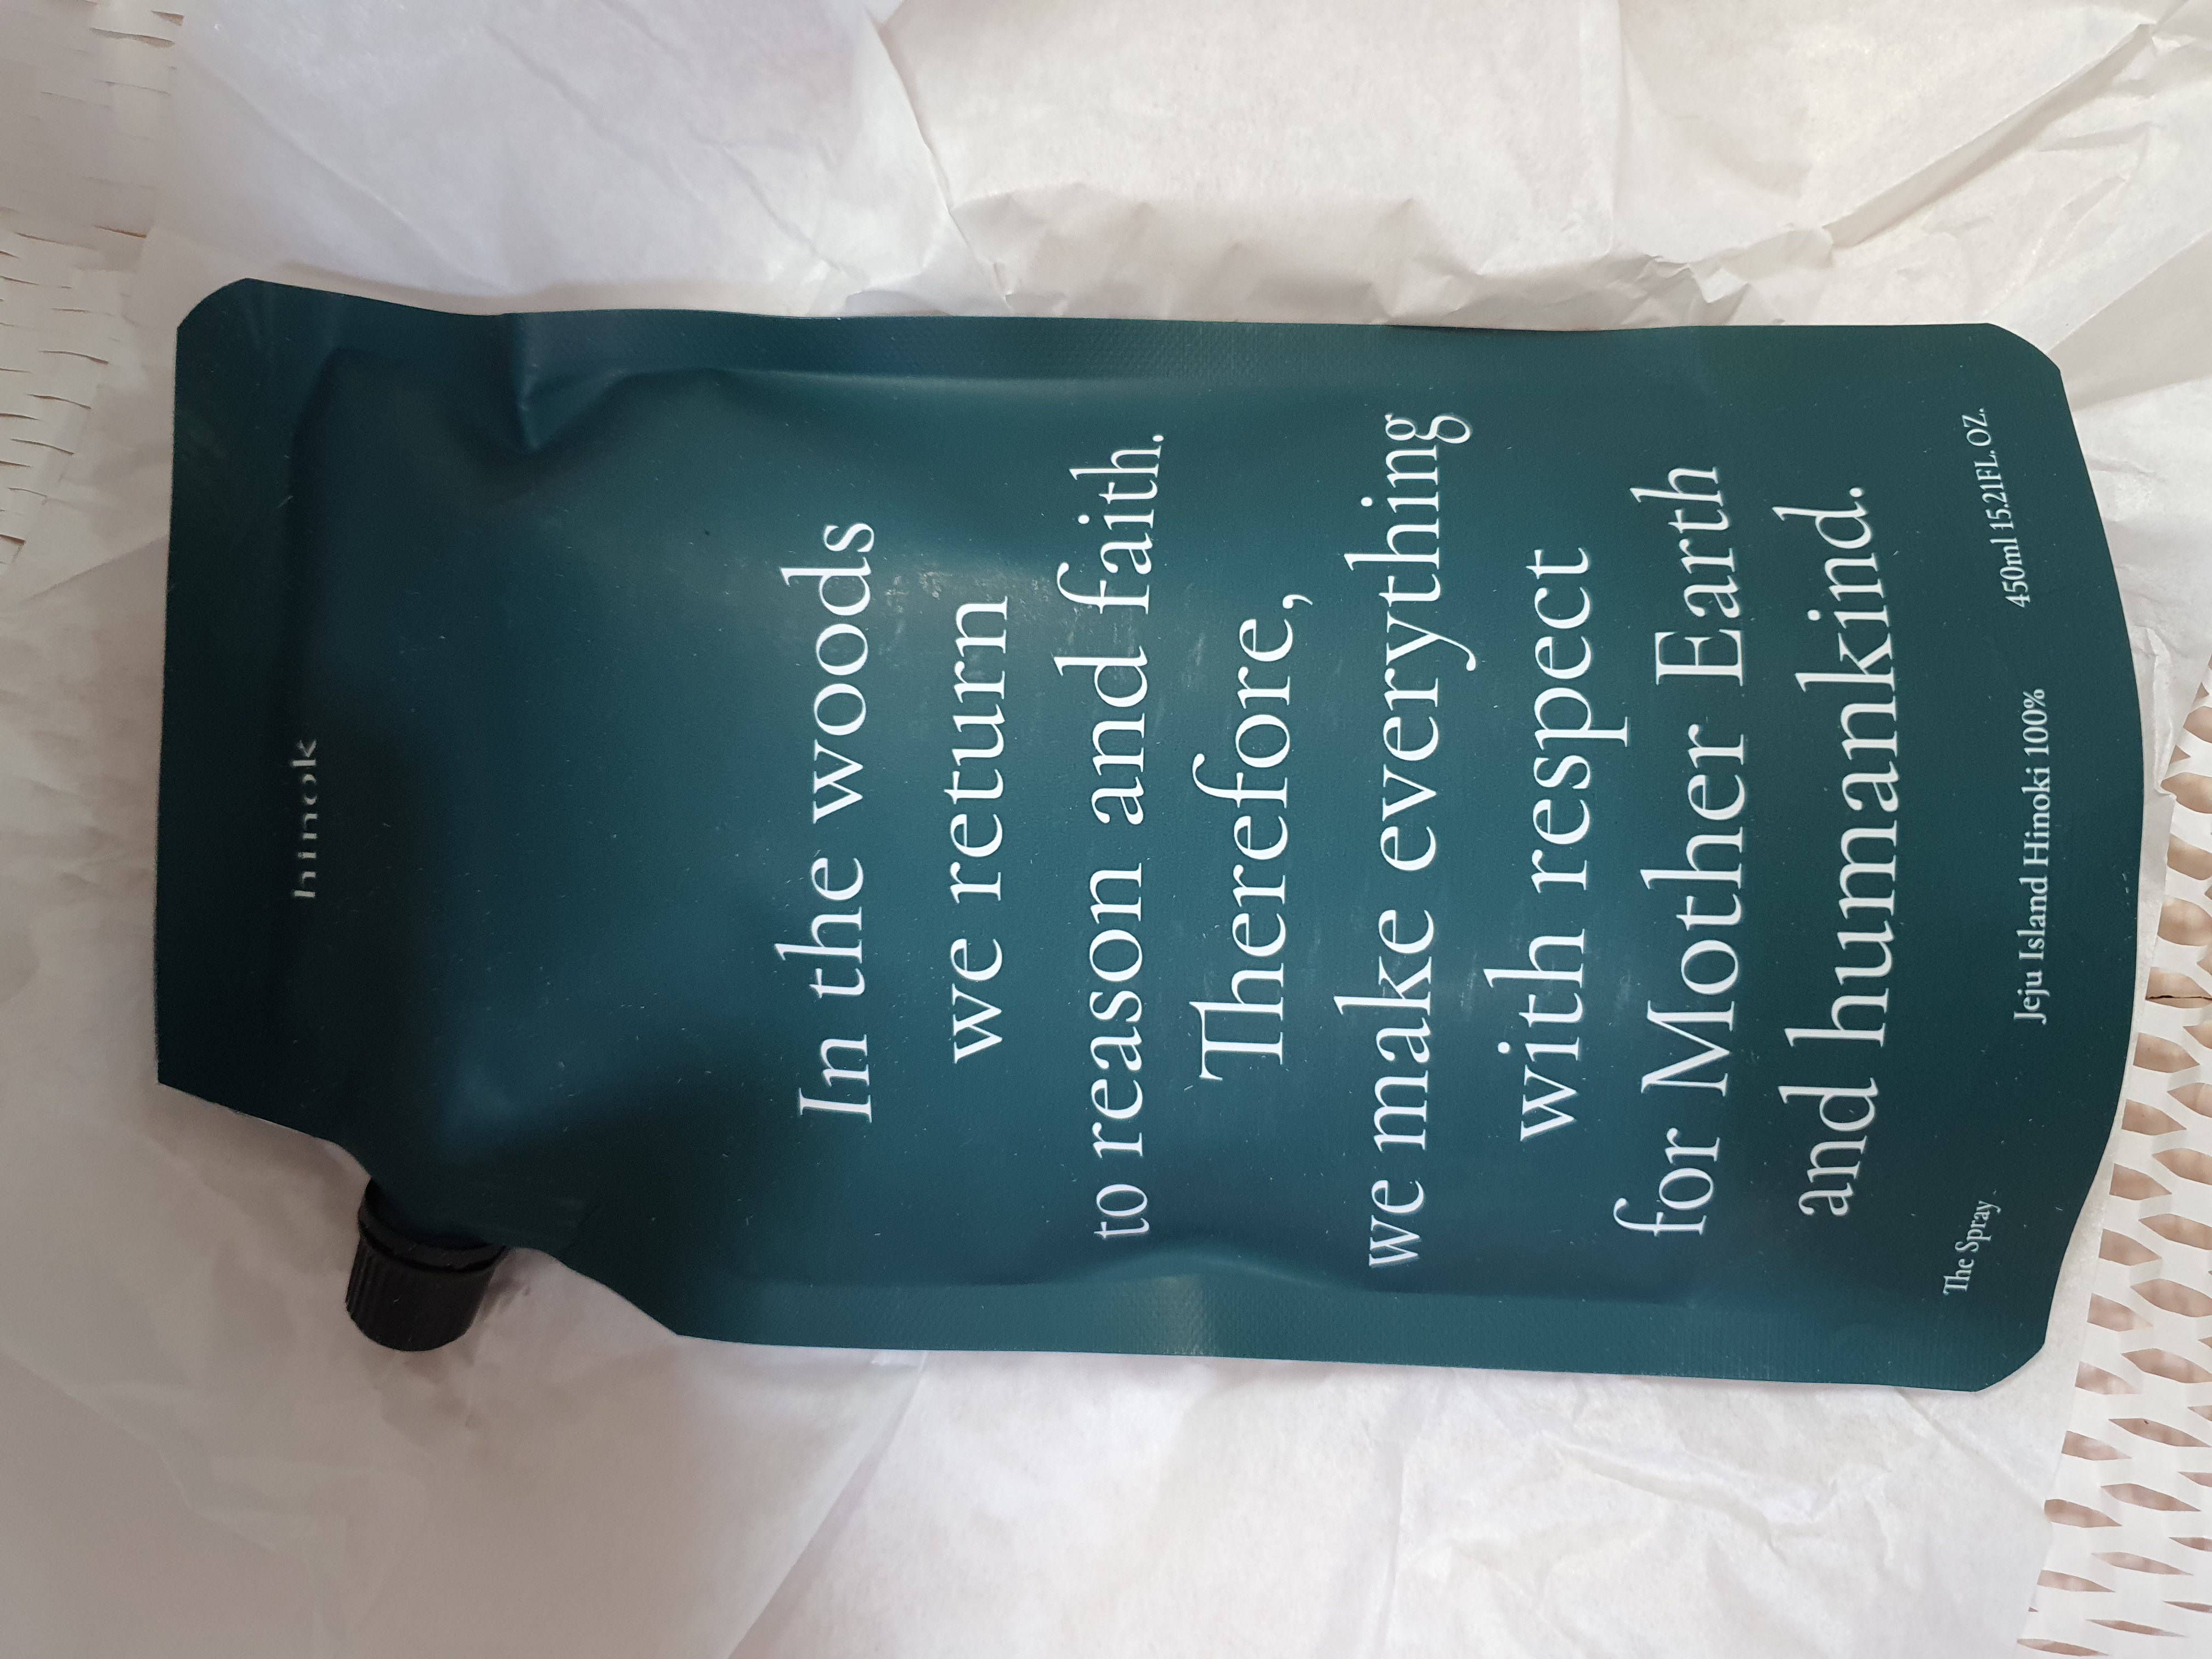 hinok
In the woods
we return
to reason and faith.
Therefore,
we make everything
with respect
for Mother Earth
and humankind.
The Spray
Jeju Island Hinoki 100%
450ml 15.21FL. OZ.